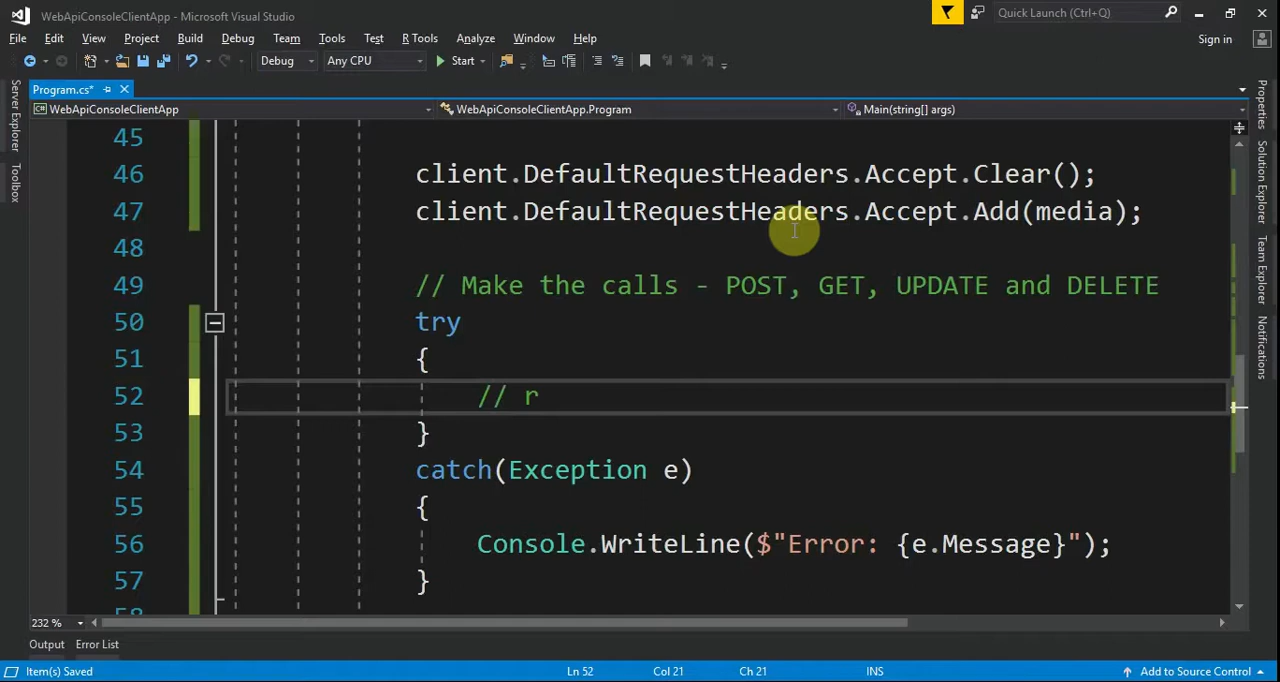 WebApiConsoleClientApp - Microsoft Visual Studio
Quick Launch (Ctrl+Q)
File Edit View Project Build Debug Team Tools Test R Tools Analyze Window Help
Sign in
Debug Any CPU Start
Program.cs*
WebApiConsoleClientApp WebApiConsoleClientApp.Program Main(string[] args)
Server Explorer
Toolbox
45
46 client.DefaultRequestHeaders.Accept.Clear();
47 client.DefaultRequestHeaders.Accept.Add(media);
48
49 // Make the calls - POST, GET, UPDATE and DELETE
50 try
51 {
52 // r
53 }
54 catch(Exception e)
55 {
56 Console.WriteLine($"Error: {e.Message}");
57 }
58
Properties
Solution Explorer
Team Explorer
Notifications
232 %
Output Error List
Item(s) Saved Ln 52 Col 21 Ch 21 INS Add to Source Control